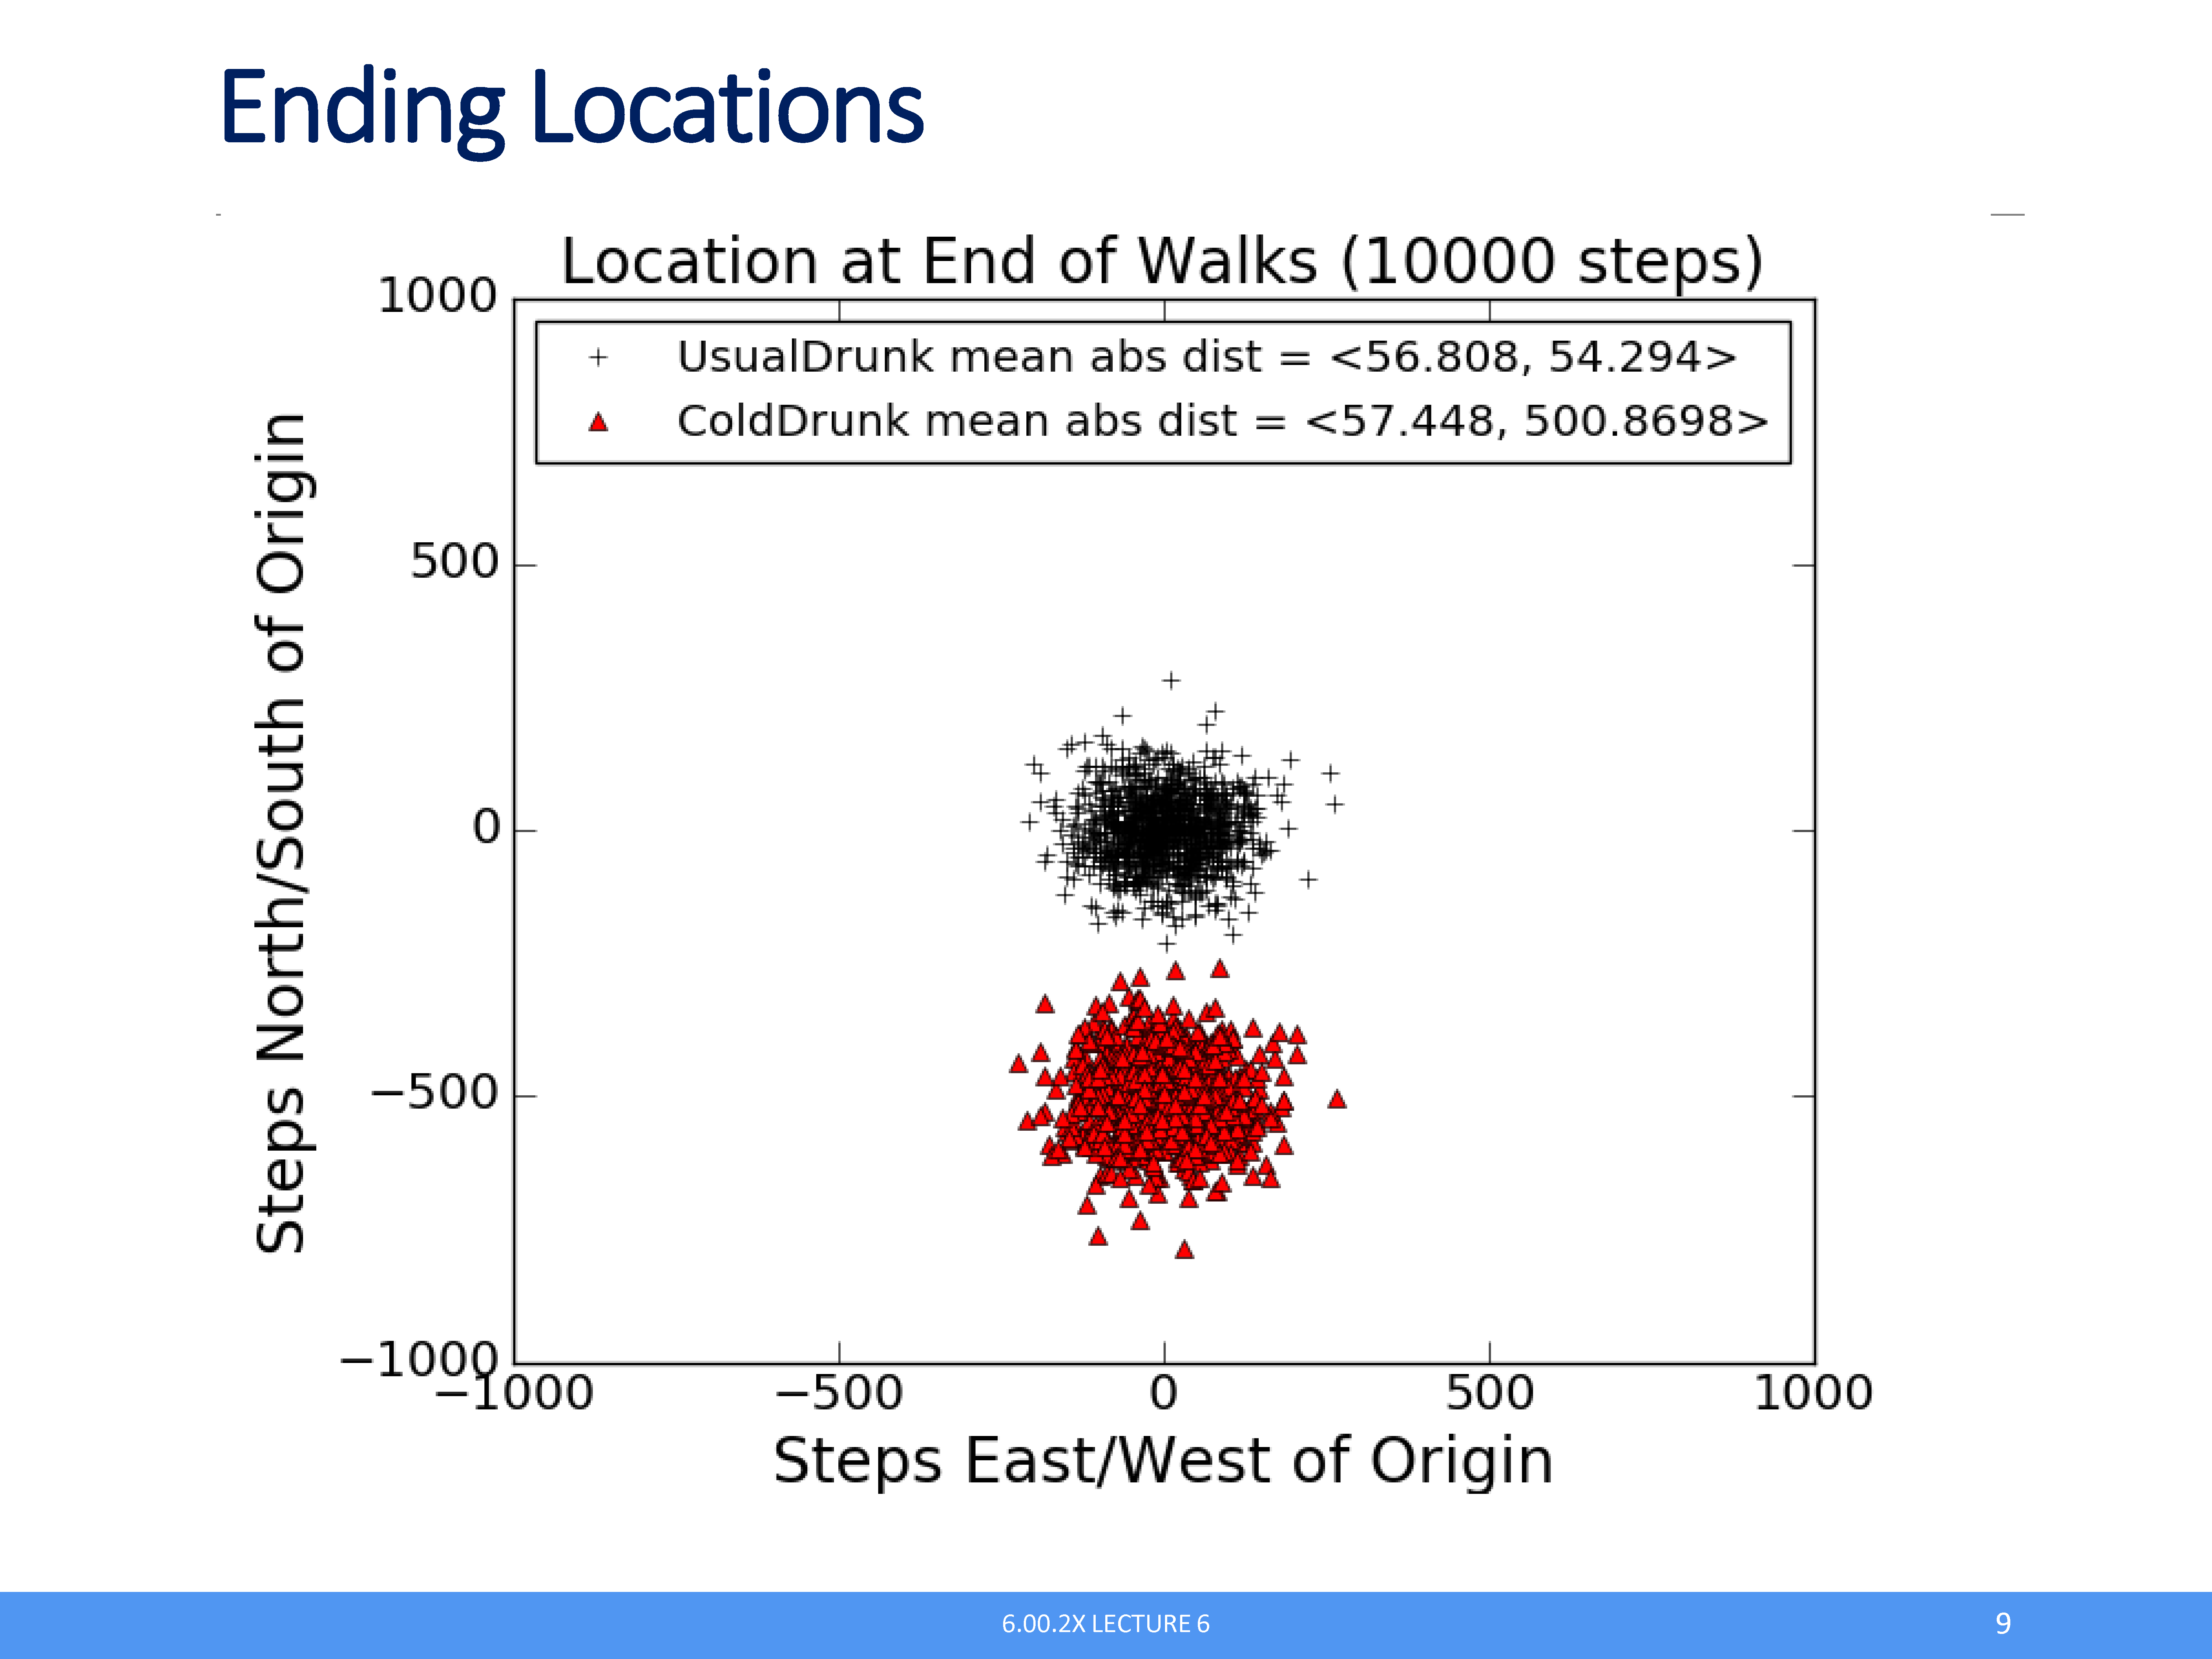 Ending Locations
Location at End of Walks (10000 steps)
UsualDrunk mean abs dist = <56.808, 54.294>
ColdDrunk mean abs dist = <57.448, 500.8698>
Steps North/South of Origin
1000
500
0
−500
−1000
−1000 −500 0 500 1000
Steps East/West of Origin
6.00.2X LECTURE 6
9